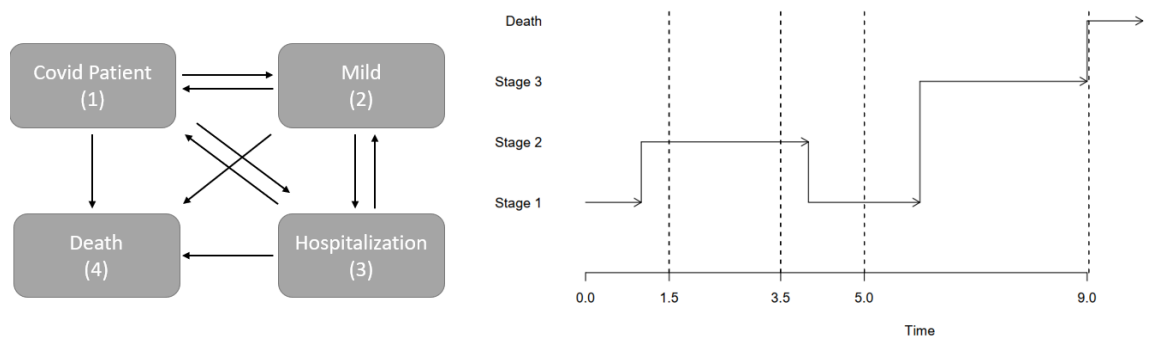 Covid Patient
(1)
Mild
(2)
Death
(4)
Hospitalization
(3)
Death
Stage 3
Stage 2
Stage 1
0.0 1.5 3.5 5.0 9.0
Time